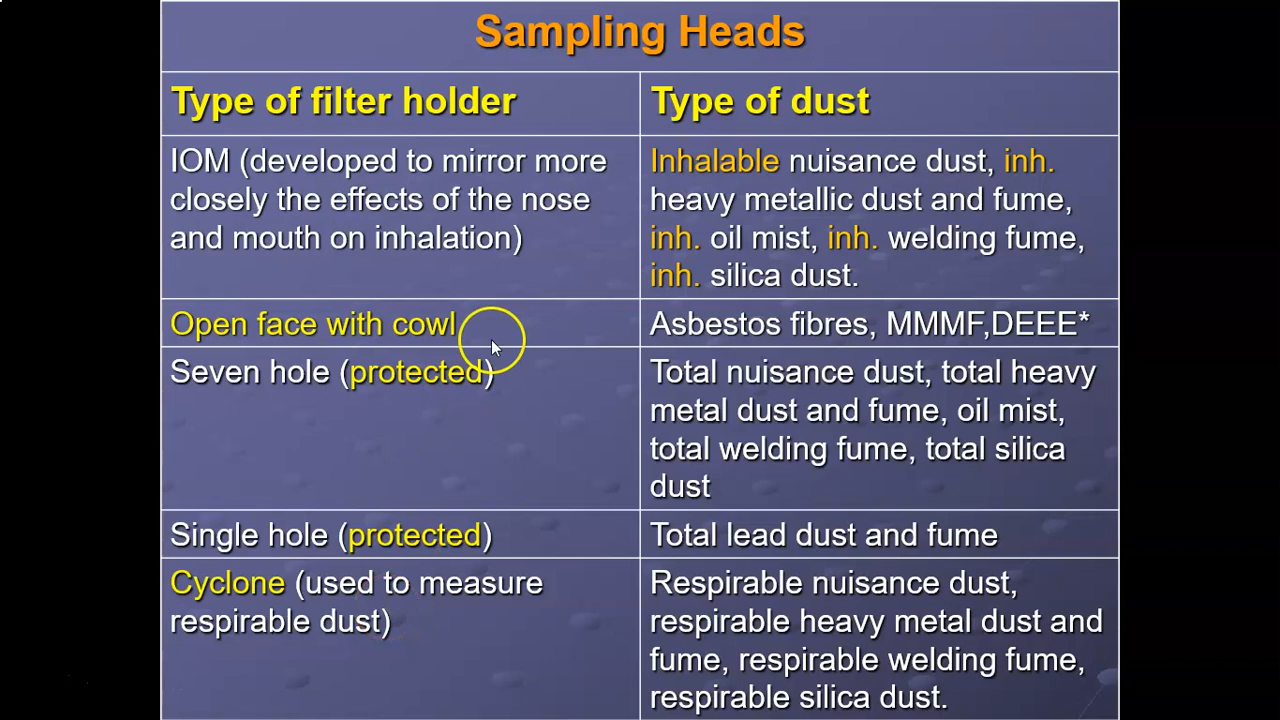 Sampling Heads
Type of filter holder
Type of dust
IOM (developed to mirror more
closely the effects of the nose
and mouth on inhalation)
Inhalable nuisance dust, inh.
heavy metallic dust and fume,
inh. oil mist, inh. welding fume,
inh. silica dust.
Open face with cowl
Asbestos fibres, MMMF,DEEE*
Seven hole (protected)
Total nuisance dust, total heavy
metal dust and fume, oil mist,
total welding fume, total silica
dust
Single hole (protected)
Total lead dust and fume
Cyclone (used to measure
respirable dust)
Respirable nuisance dust,
respirable heavy metal dust and
fume, respirable welding fume,
respirable silica dust.